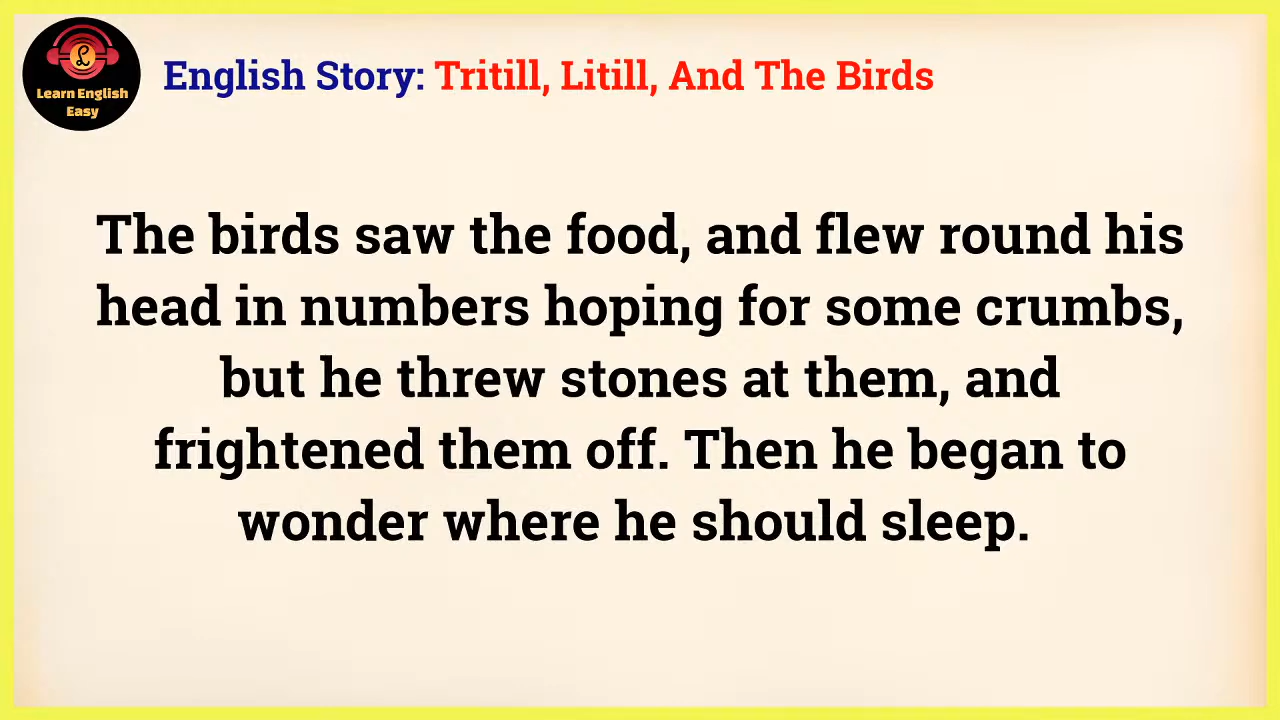 L
Learn English
Easy
English Story: Tritill, Litill, And The Birds
The birds saw the food, and flew round his
head in numbers hoping for some crumbs,
but he threw stones at them, and
frightened them off. Then he began to
wonder where he should sleep.